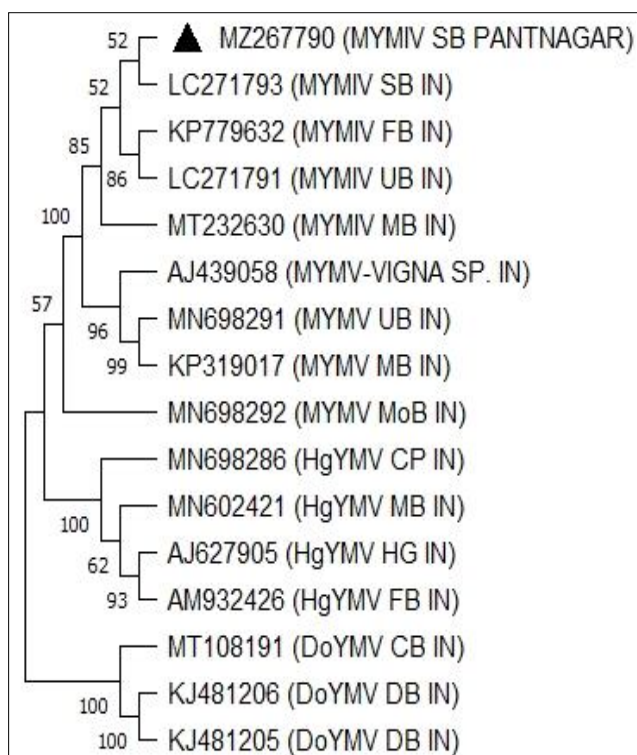 52
▲ MZ267790 (MYMIV SB PANTNAGAR)
52
LC271793 (MYMIV SB IN)
KP779632 (MYMIV FB IN)
85
86
LC271791 (MYMIV UB IN)
100
MT232630 (MYMIV MB IN)
AJ439058 (MYMV-VIGNA SP. IN)
57
MN698291 (MYMV UB IN)
96
99
KP319017 (MYMV MB IN)
MN698292 (MYMV MoB IN)
MN698286 (HgYMV CP IN)
MN602421 (HgYMV MB IN)
100
AJ627905 (HgYMV HG IN)
62
93
AM932426 (HgYMV FB IN)
MT108191 (DoYMV CB IN)
KJ481206 (DoYMV DB IN)
100
100
KJ481205 (DoYMV DB IN)